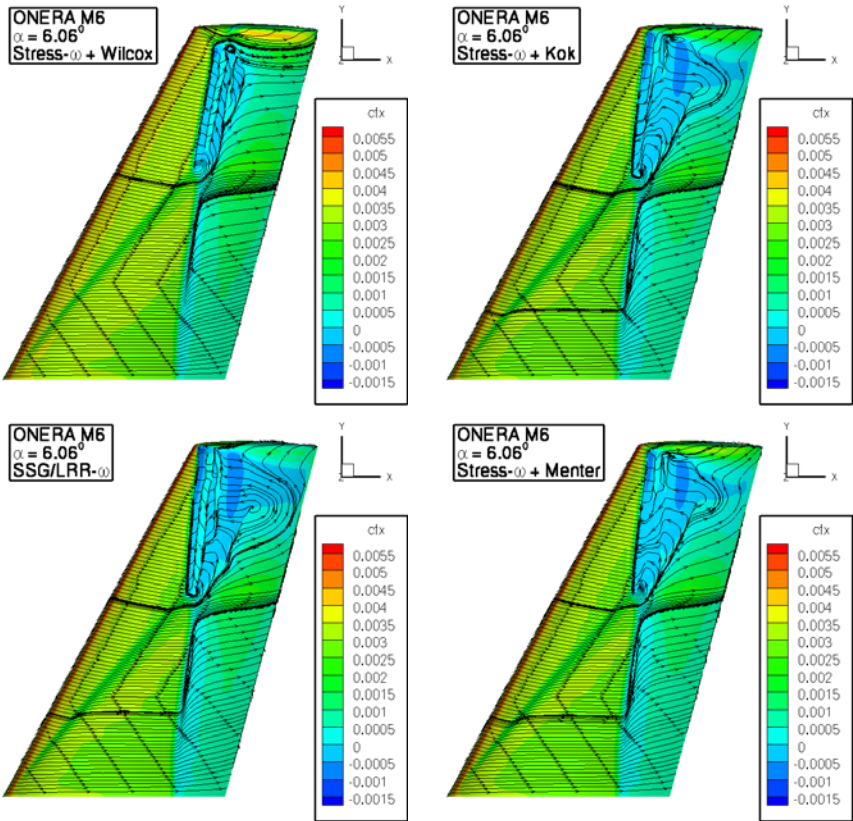 ONERA M6
α = 6.06⁰
Stress-ω + Wilcox
Y
Z
X
cfx
0.0055
0.005
0.0045
0.004
0.0035
0.003
0.0025
0.002
0.0015
0.001
0.0005
0
-0.0005
-0.001
-0.0015
ONERA M6
α = 6.06⁰
Stress-ω + Kok
Y
Z
X
cfx
0.0055
0.005
0.0045
0.004
0.0035
0.003
0.0025
0.002
0.0015
0.001
0.0005
0
-0.0005
-0.001
-0.0015
ONERA M6
α = 6.06⁰
SSG/LRR-ω
Y
Z
X
cfx
0.0055
0.005
0.0045
0.004
0.0035
0.003
0.0025
0.002
0.0015
0.001
0.0005
0
-0.0005
-0.001
-0.0015
ONERA M6
α = 6.06⁰
Stress-ω + Menter
Y
Z
X
cfx
0.0055
0.005
0.0045
0.004
0.0035
0.003
0.0025
0.002
0.0015
0.001
0.0005
0
-0.0005
-0.001
-0.0015